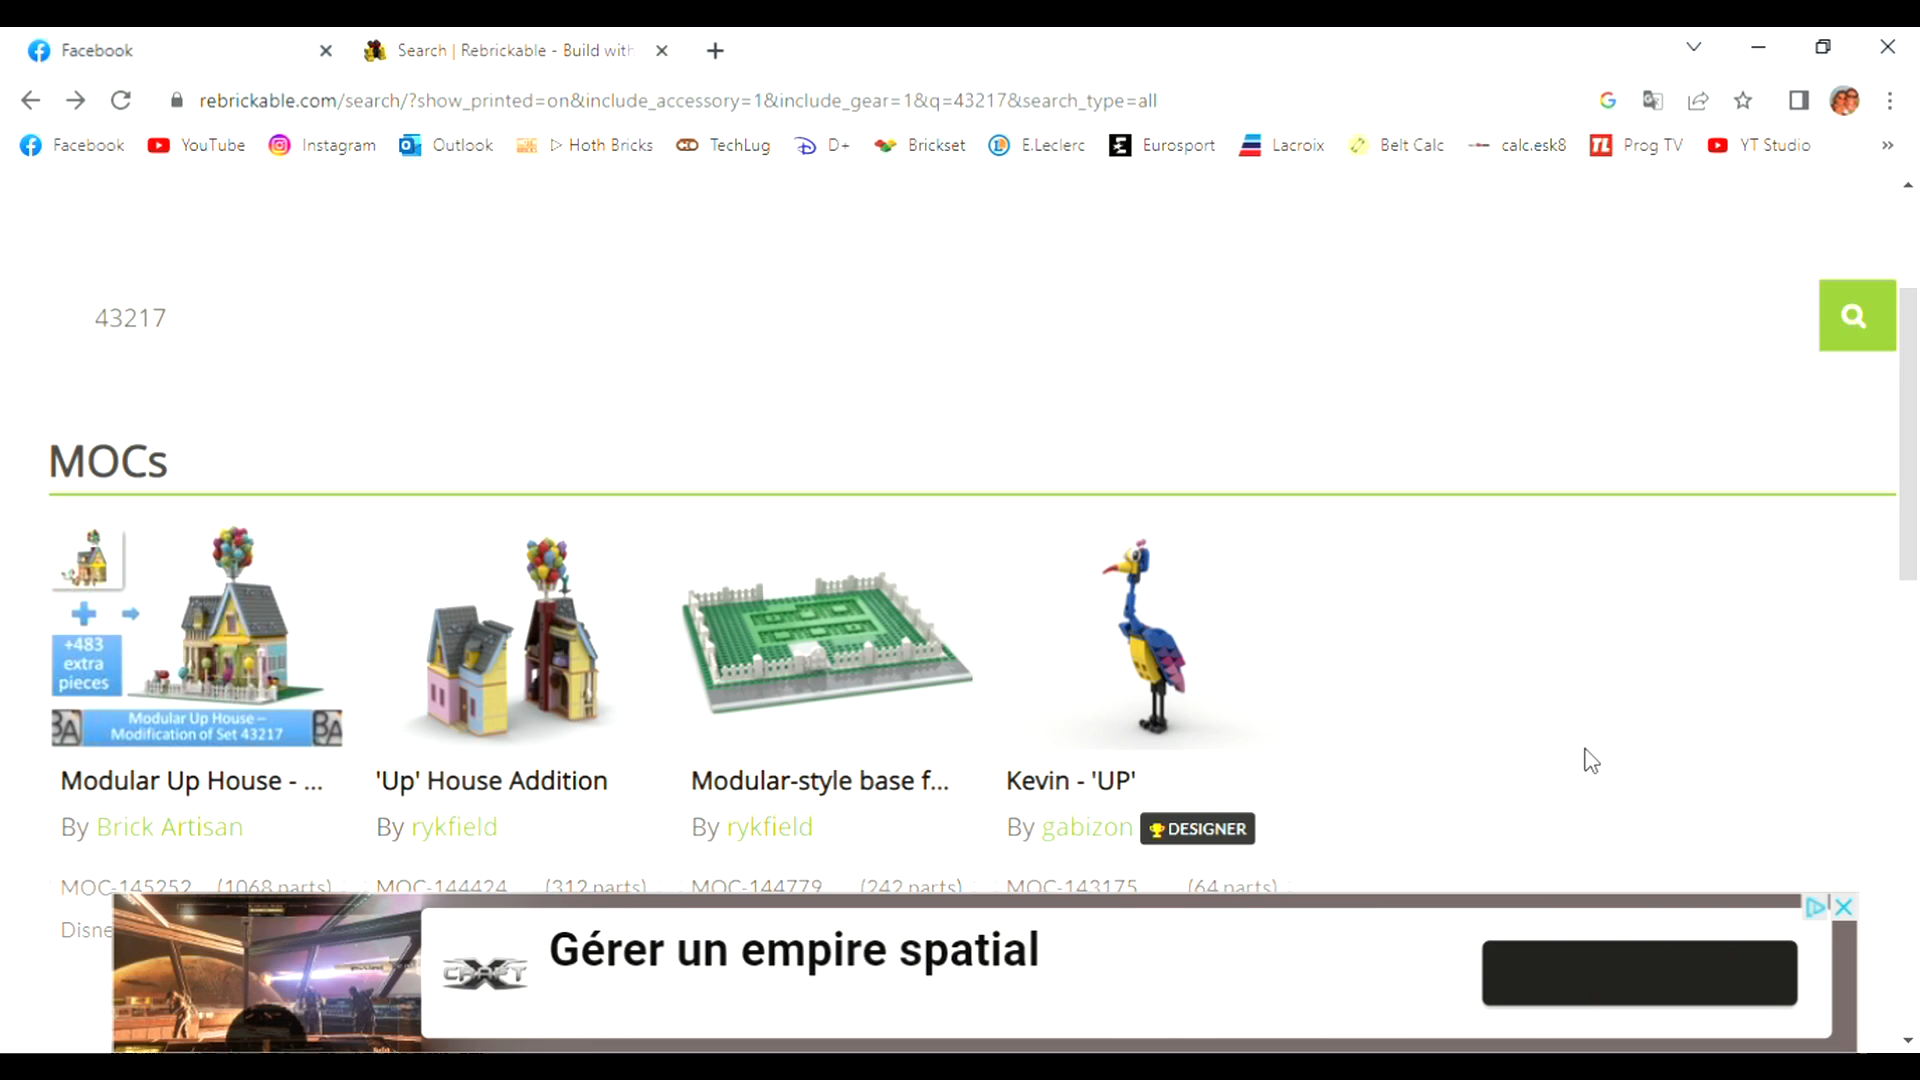 Facebook
Search | Rebrickable - Build with
rebrickable.com/search/?show_printed=on&include_accessory=1&include_gear=1&q=43217&search_type=all
Facebook YouTube Instagram Outlook ▷ Hoth Bricks TechLug D+ Brickset E.Leclerc Eurosport Lacroix Belt Calc calc.esk8 Prog TV YT Studio »
43217
MOCs
+483
extra
pieces
BA Modular Up House – BA
Modification of Set 43217
Modular Up House - ... 'Up' House Addition Modular-style base f... Kevin - 'UP'
By Brick Artisan By rykfield By rykfield By gabizon DESIGNER
MOC-145252 (1068 parts) MOC-144424 (312 parts) MOC-144779 (242 parts) MOC-143175 (64 parts)
Disne
X CRAFT
Gérer un empire spatial